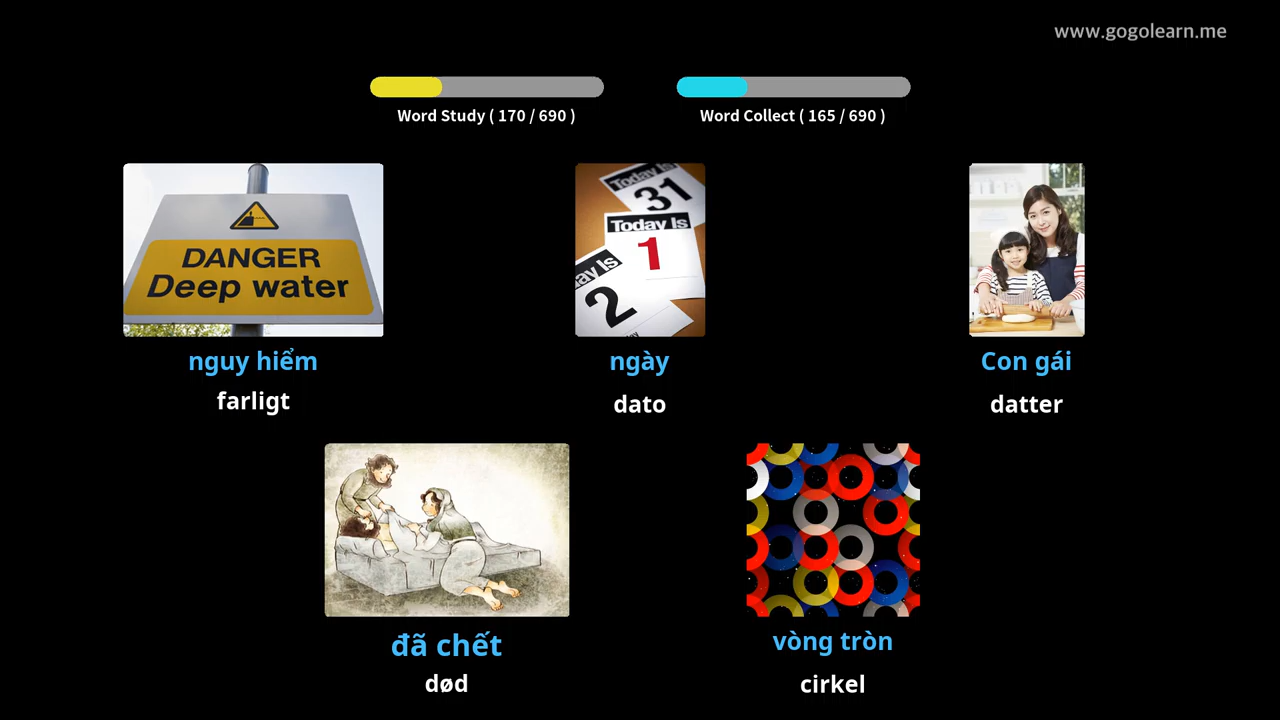 www.gogolearn.me
Word Study ( 170 / 690 )
Word Collect ( 165 / 690 )
DANGER
Deep water
Today Is
31
Today Is
1
ay Is
2
nguy hiểm
farligt
ngày
dato
Con gái
datter
đã chết
død
vòng tròn
cirkel